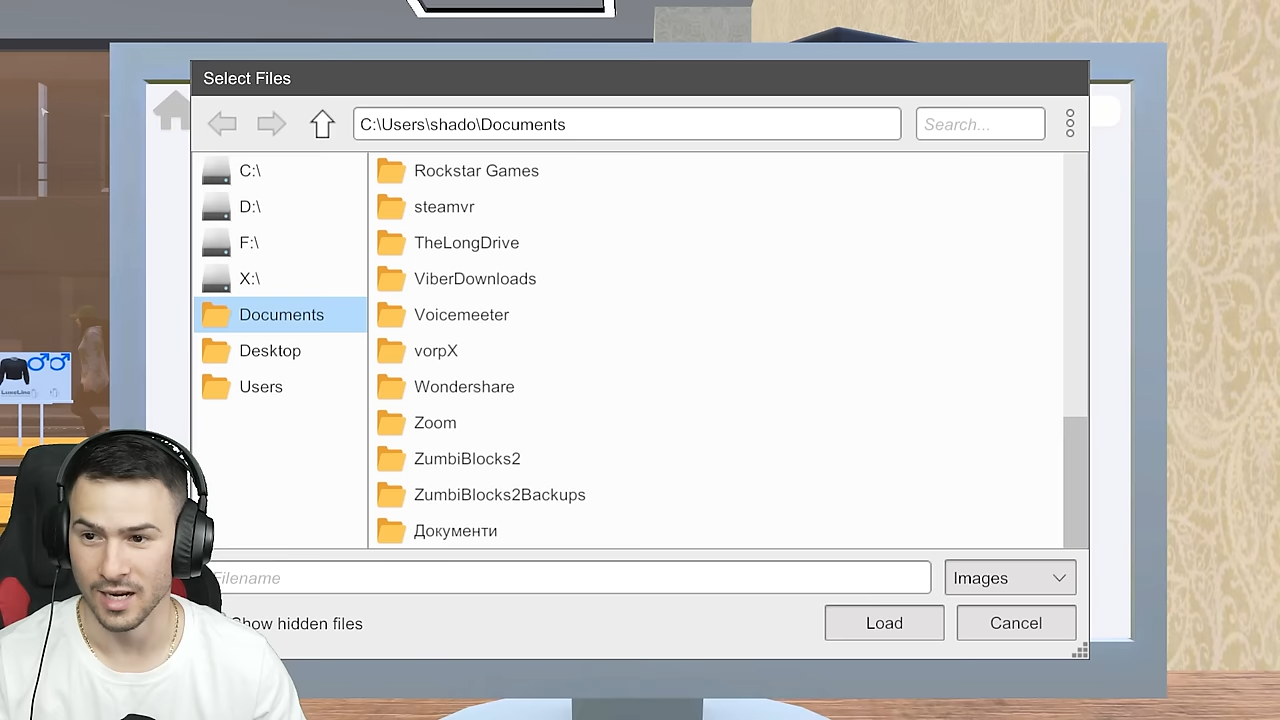 Select Files
C:\Users\shado\Documents
Search...
C:\
D:\
F:\
X:\
Documents
Desktop
Users
Rockstar Games
steamvr
TheLongDrive
ViberDownloads
Voicemeeter
vorpX
Wondershare
Zoom
ZumbiBlocks2
ZumbiBlocks2Backups
Документи
Filename
Images
Show hidden files
Load
Cancel